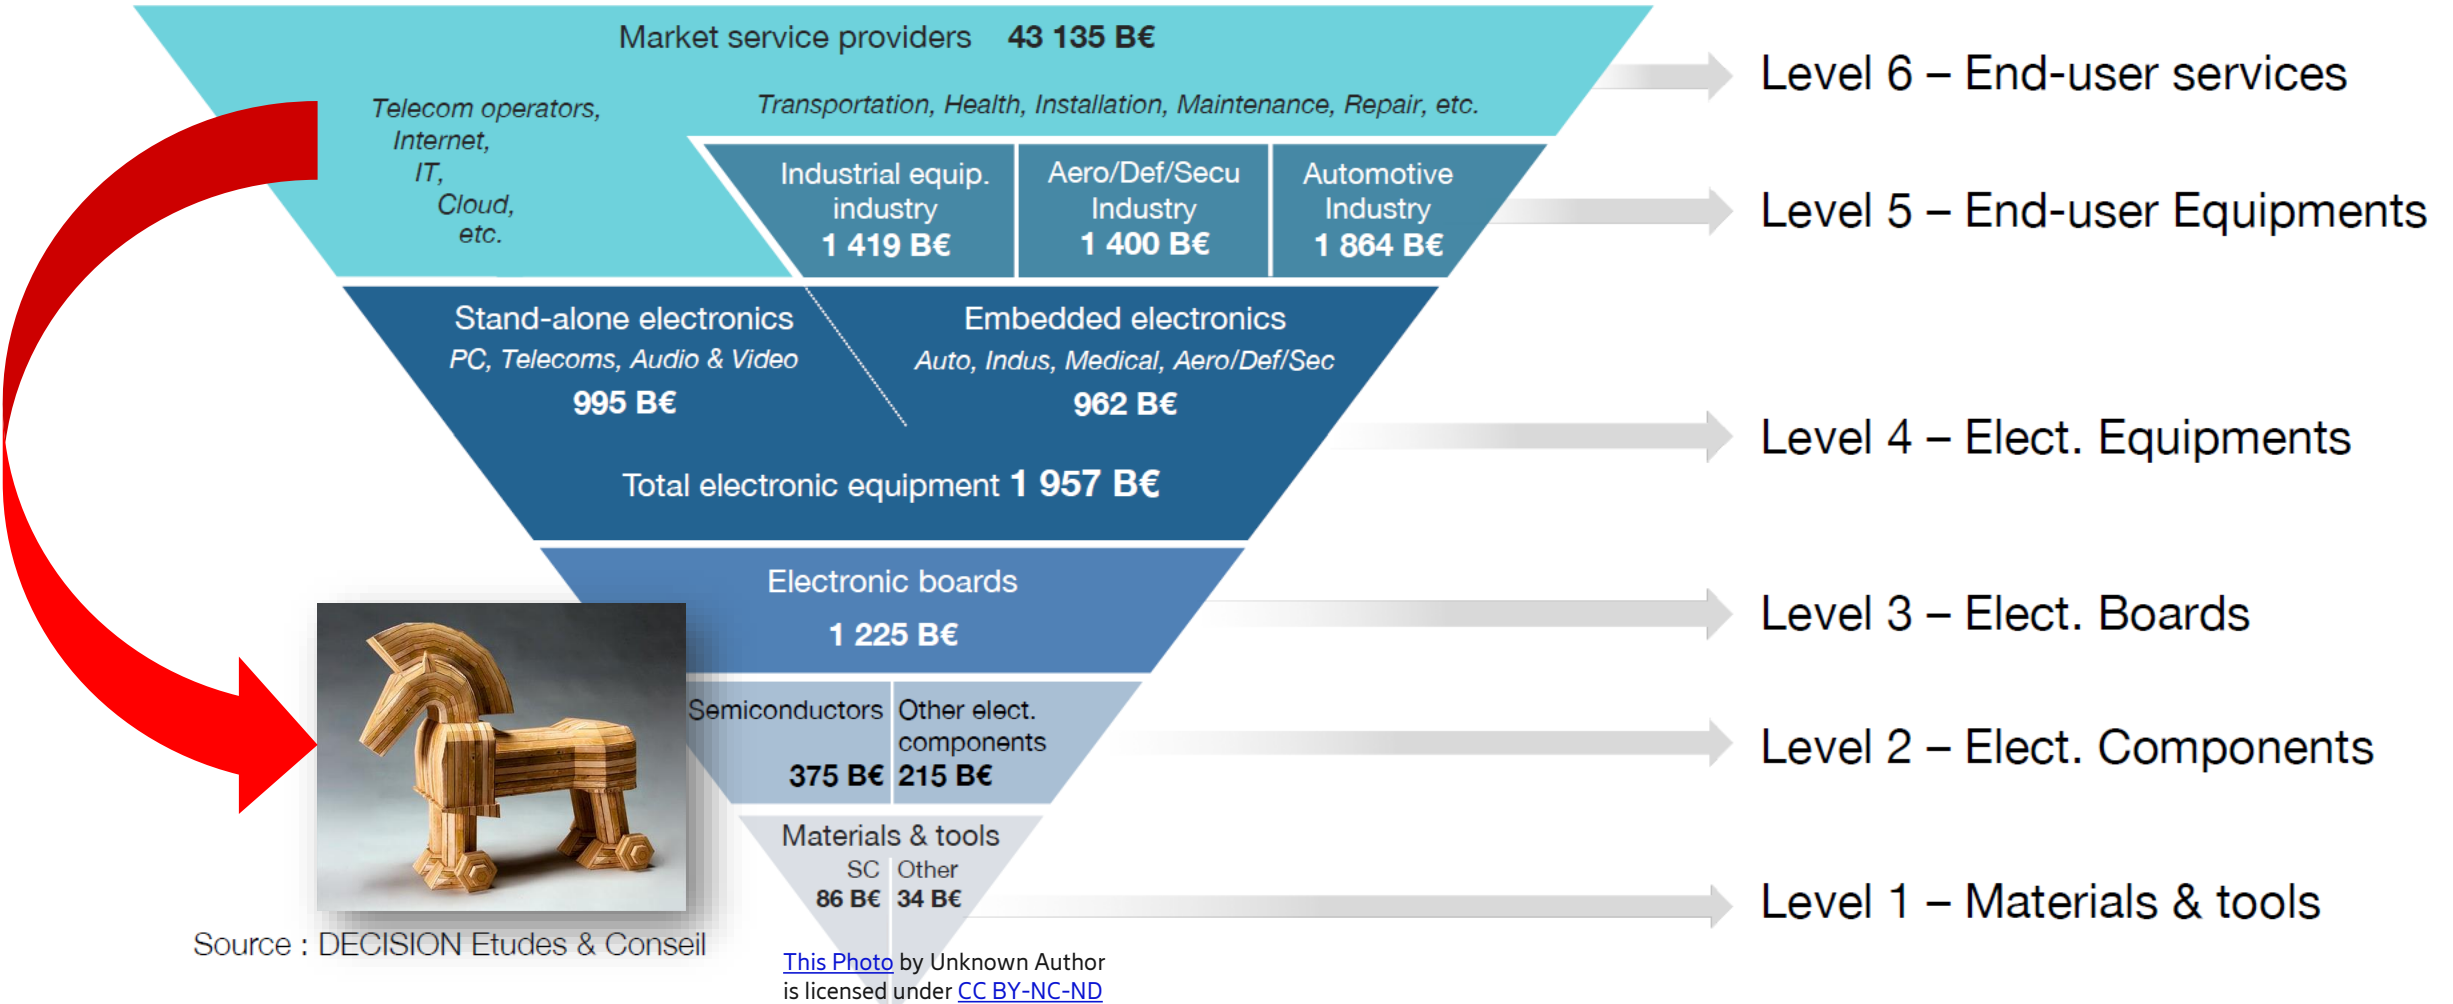 Market service providers 43 135 B€
Level 6 – End-user services
Telecom operators,
Internet,
IT,
Cloud,
etc.
Transportation, Health, Installation, Maintenance, Repair, etc.
Industrial equip.
industry
1 419 B€
Aero/Def/Secu
Industry
1 400 B€
Automotive
Industry
1 864 B€
Level 5 – End-user Equipments
Stand-alone electronics
PC, Telecoms, Audio & Video
995 B€
Embedded electronics
Auto, Indus, Medical, Aero/Def/Sec
962 B€
Total electronic equipment 1 957 B€
Level 4 – Elect. Equipments
Electronic boards
1 225 B€
Level 3 – Elect. Boards
Semiconductors
375 B€
Other elect.
components
215 B€
Level 2 – Elect. Components
Materials & tools
SC
86 B€
Other
34 B€
Level 1 – Materials & tools
Source : DECISION Etudes & Conseil
This Photo by Unknown Author
is licensed under CC BY-NC-ND